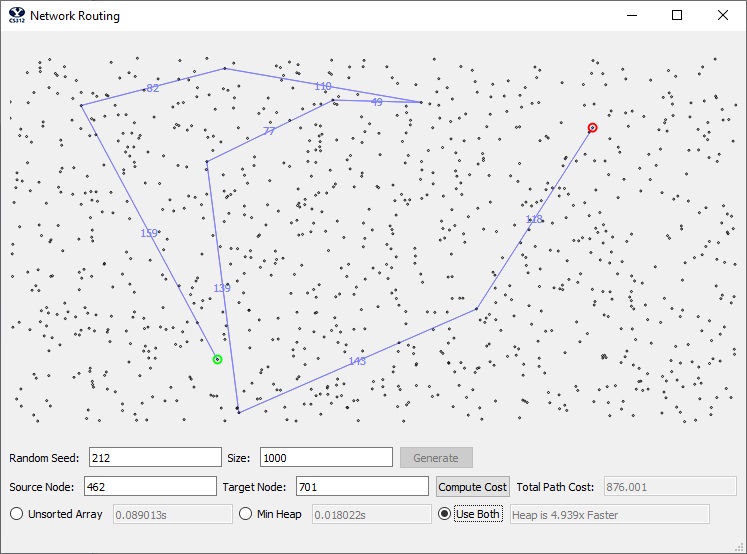 CS312
Network Routing
82
110
49
77
159
118
139
143
Random Seed: 212 Size: 1000 Generate
Source Node: 462 Target Node: 701 Compute Cost Total Path Cost: 876.001
Unsorted Array 0.089013s Min Heap 0.018022s Use Both Heap is 4.939x Faster